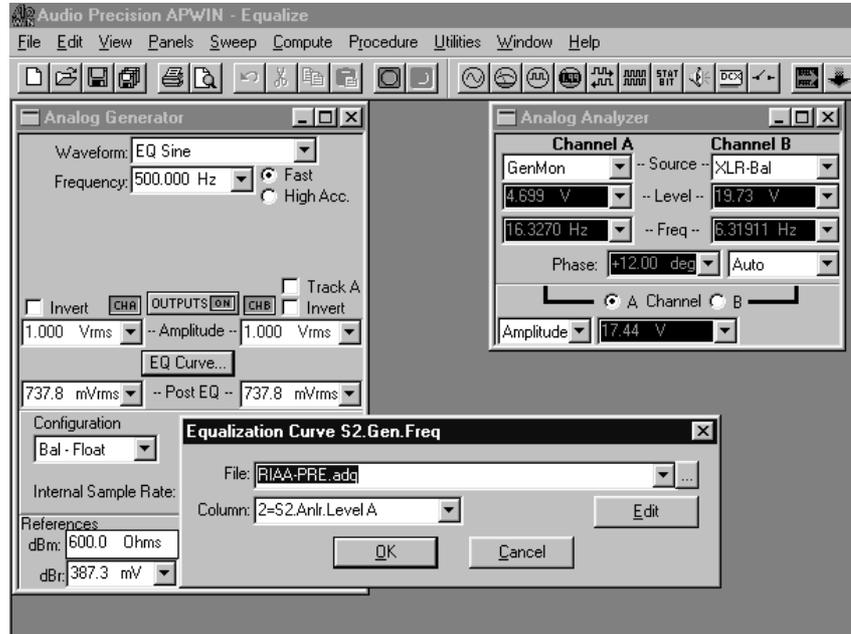 Audio Precision APWIN - Equalize
File Edit View Panels Sweep Compute Procedure Utilities Window Help
STAT BIT
DCX
Analog Generator
Waveform: EQ Sine
Frequency: 500.000 Hz
Fast
High Acc.
Track A
Invert CHA OUTPUTS ON CHB Invert
1.000 Vrms -- Amplitude -- 1.000 Vrms
EQ Curve...
737.8 mVrms -- Post EQ -- 737.8 mVrms
Configuration
Bal - Float
Internal Sample Rate:
References
dBm: 600.0 Ohms
dBr: 387.3 mV
Analog Analyzer
Channel A Channel B
GenMon -- Source -- XLR-Bal
4.699 V -- Level -- 19.73 V
16.3270 Hz -- Freq -- 6.31911 Hz
Phase: +12.00 deg Auto
A Channel B
Amplitude 17.44 V
Equalization Curve S2.Gen.Freq
File: RIAA-PRE.adq ...
Column: 2=S2.Anlr.Level A Edit
OK Cancel